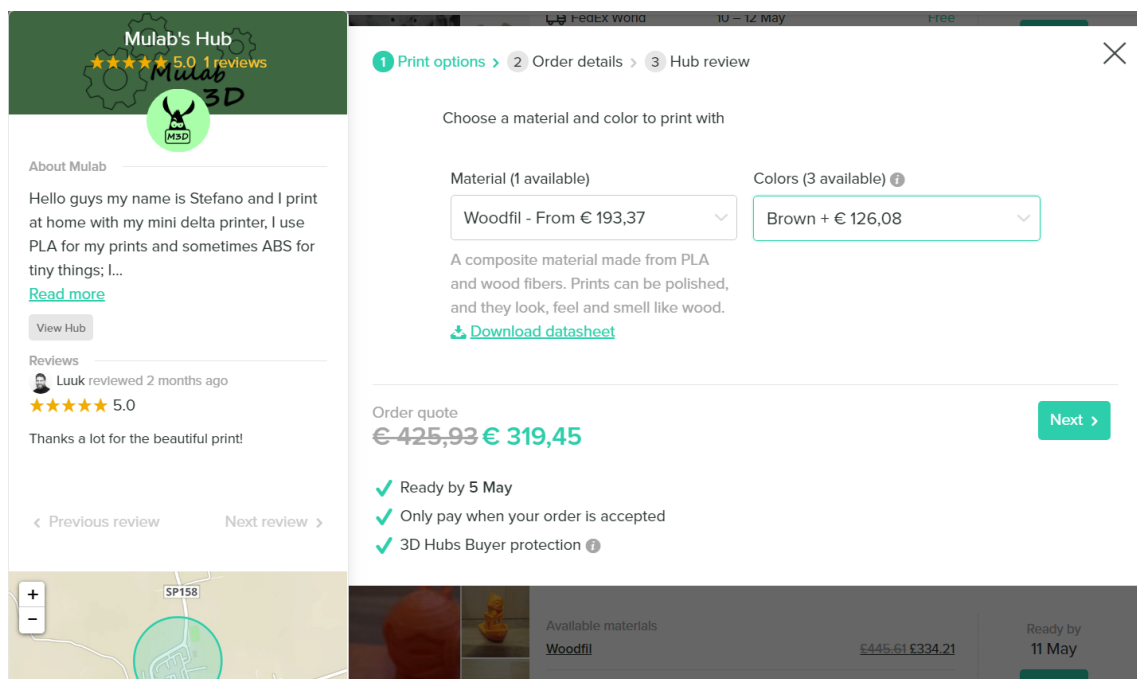 FedEx World 10 – 12 May Free
Mulab's Hub
5.0 1 reviews
Mulab
3D
M3D
About Mulab
Hello guys my name is Stefano and I print
at home with my mini delta printer, I use
PLA for my prints and sometimes ABS for
tiny things; I...
Read more
View Hub
Reviews
Luuk reviewed 2 months ago
5.0
Thanks a lot for the beautiful print!
Previous review Next review
+
−
SP158
1 Print options > 2 Order details > 3 Hub review
Choose a material and color to print with
Material (1 available)
Woodfil - From € 193,37
A composite material made from PLA
and wood fibers. Prints can be polished,
and they look, feel and smell like wood.
Download datasheet
Colors (3 available) i
Brown + € 126,08
Order quote
€ 425,93 € 319,45
Next >
Ready by 5 May
Only pay when your order is accepted
3D Hubs Buyer protection i
Available materials
Woodfil £445.61 £334.21
Ready by
11 May